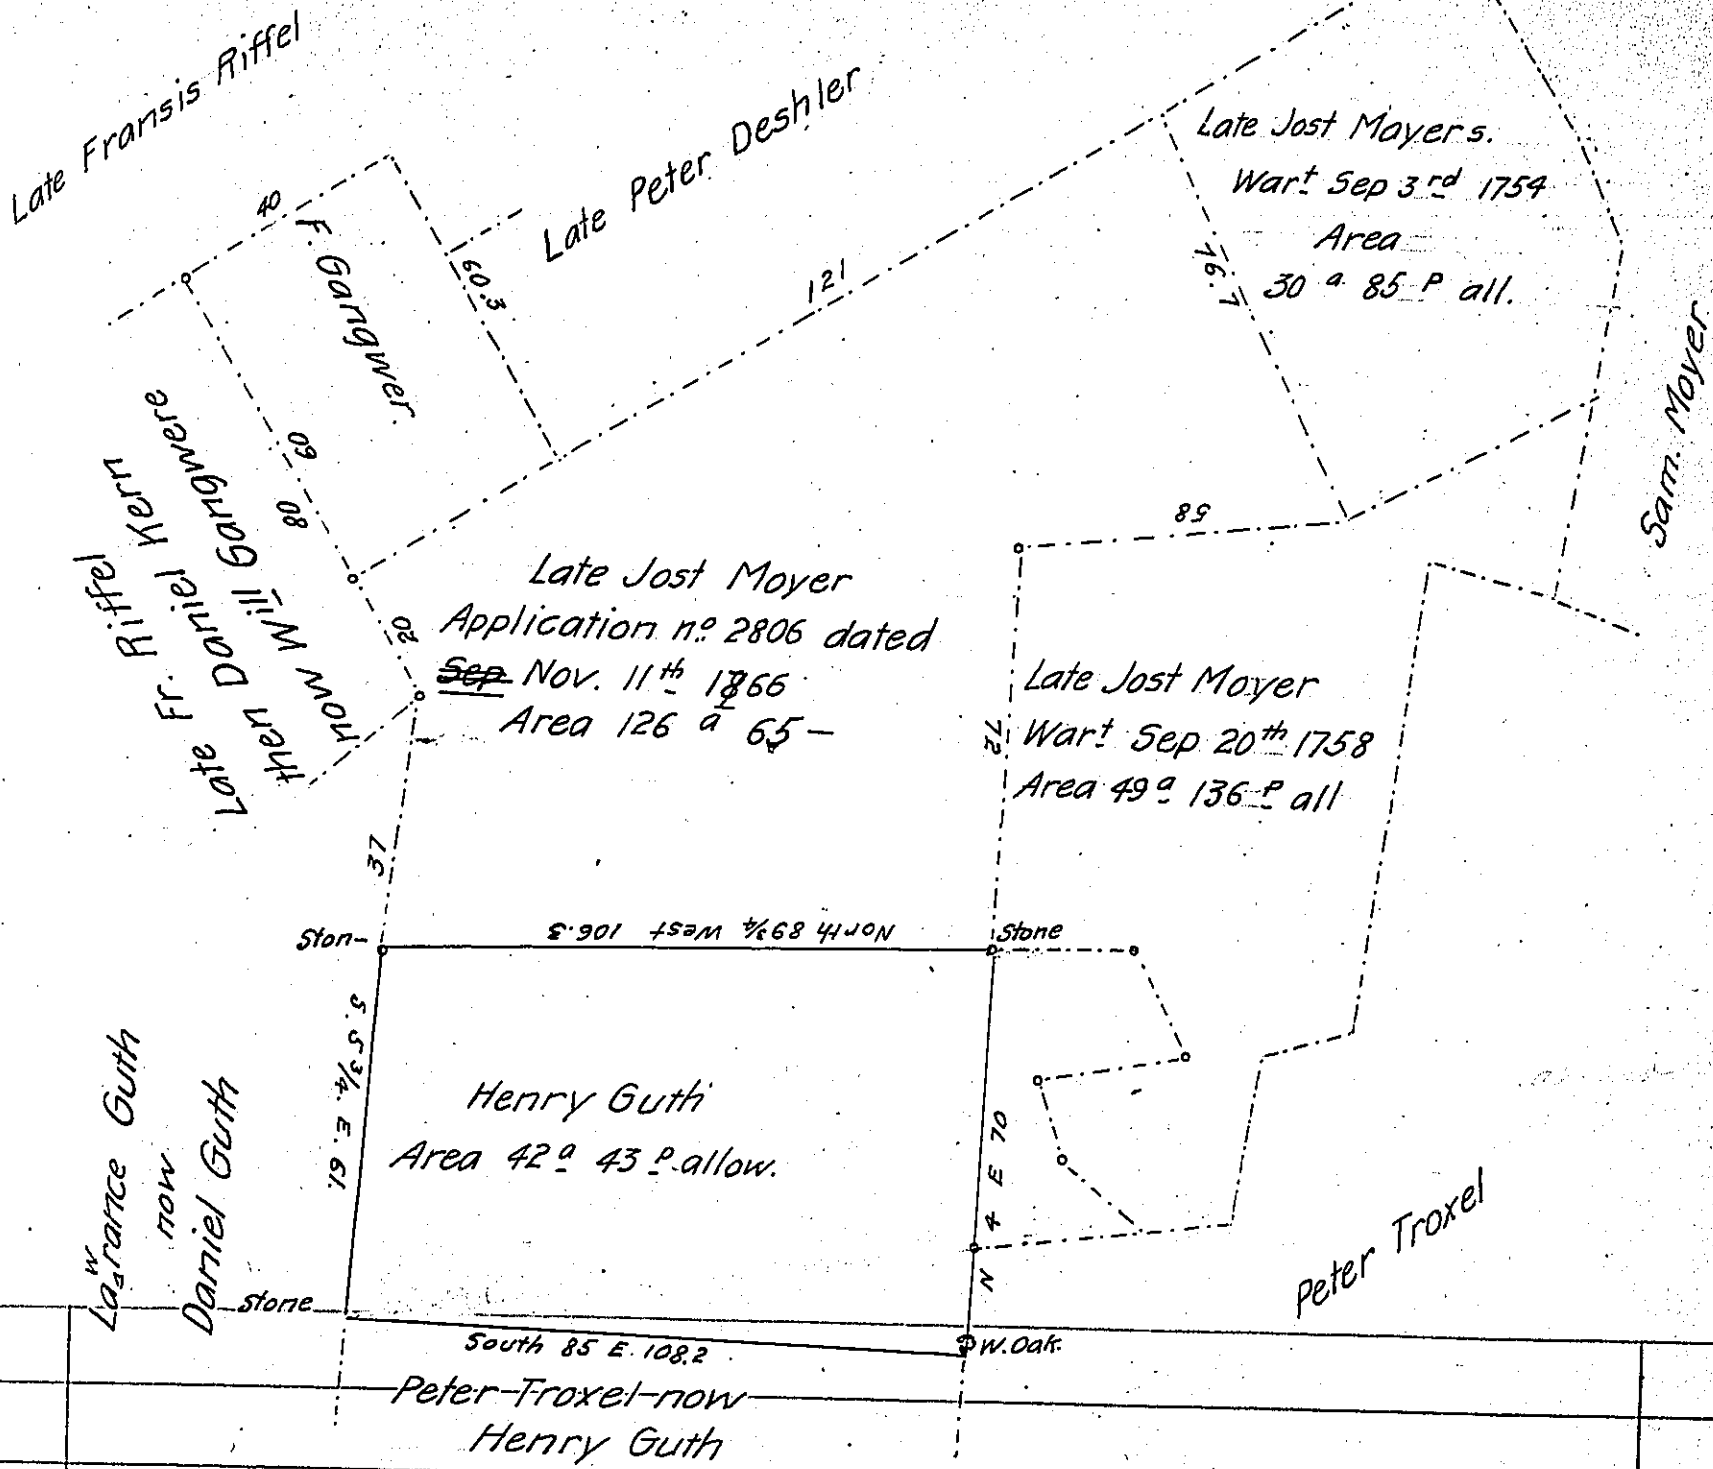 Late Fransis Riffel
40
F. Gangwer
60.3
Late Peter Deshler
121
Late Jost Mayers.
Wart Sep 3rd 1754
Area
30 a 85 P all.
76.7
Sam. Moyer
60
80
20
Late Fr. Riffel
Late Daniel Kern
then Daniel Gangwere
now Will
58
Late Jost Moyer
Application no 2806 dated
Sep Nov. 11th 1766
Area 126 a 65 —
Late Jost Moyer
Wart Sep 20th 1758
Area 49 a 136 P all
72
37
Ston-
North 89¾ West 106.3
Stone
S. 5¾. E. 61.
Henry Guth
Area 42 a 43 P allow.
N 4 E 70
Lawrance Guth
now
Daniel Guth
Peter Troxel
Stone
South 85 E. 108.2
W. Oak.
Peter Troxel now
Henry Guth